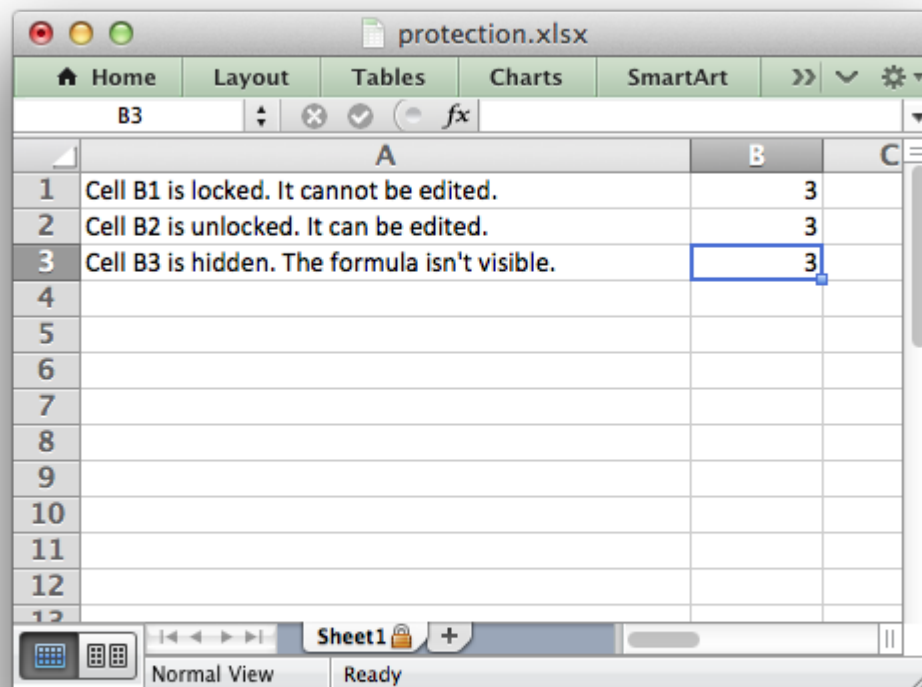 protection.xlsx
Home Layout Tables Charts SmartArt
B3 fx
A B C
1 Cell B1 is locked. It cannot be edited. 3
2 Cell B2 is unlocked. It can be edited. 3
3 Cell B3 is hidden. The formula isn't visible. 3
4
5
6
7
8
9
10
11
12
13
Sheet1
Normal View Ready